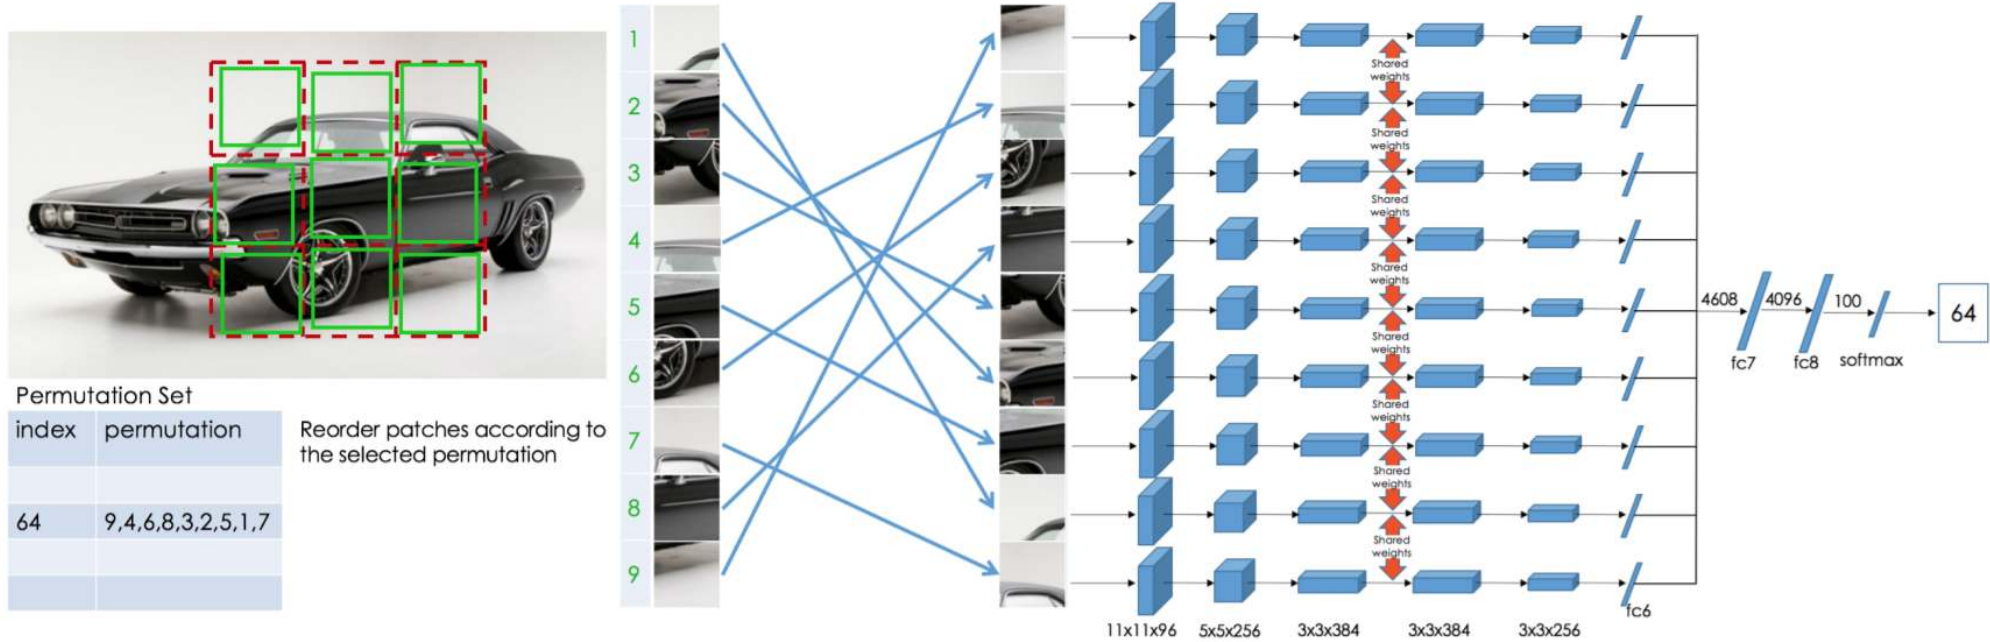 Permutation Set
index permutation
64 9,4,6,8,3,2,5,1,7
Reorder patches according to
the selected permutation
1
2
3
4
5
6
7
8
9
Shared
weights
Shared
weights
Shared
weights
Shared
weights
Shared
weights
Shared
weights
Shared
weights
Shared
weights
11x11x96 5x5x256 3x3x384 3x3x384 3x3x256
fc6
4608 4096 100
fc7 fc8 softmax
64